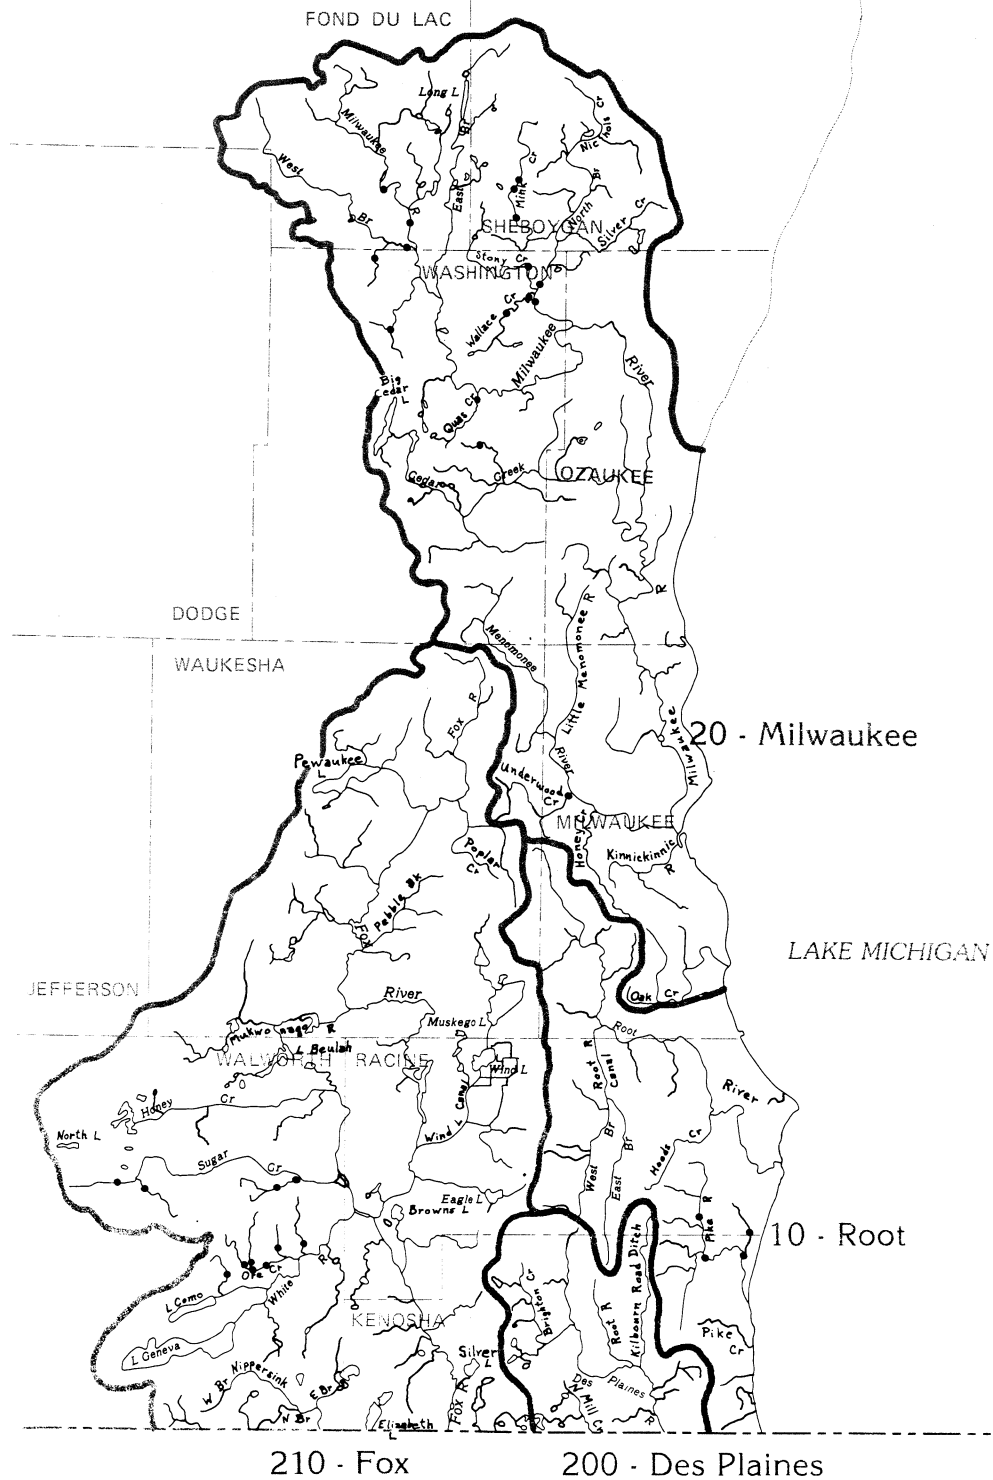 FOND DU LAC
Long L
Cr
Milwaukee
Br
Nichols
West
Cr
Br
East
Mink
North
Cr
Br
R
SHEBOYGAN
Silver
Stony Cr
WASHINGTON
Cr
Wallace
Milwaukee
River
Big
Cedar
L
Cr
Quas
Cedar
Creek
OZAUKEE
R
DODGE
Menomonee
Little Menomonee R
WAUKESHA
Fox R
Milwaukee
20 - Milwaukee
Pewaukee
L
River
Underwood
Cr
MILWAUKEE
Honey Cr
Poplar
Cr
Kinnickinnic
R
Pebble Bk
Fox
LAKE MICHIGAN
JEFFERSON
River
Oak Cr
Muskego L
Root
Mukwonago R
L Beulah
WALWORTH
RACINE
Root R
Canal
Wind L
River
Honey
Cr
Wind L Canal
Br
Br
Cr
North L
Hoods
Sugar
Cr
West
East
Eagle L
Browns L
Pike R
10 - Root
Ore Cr
R
Kilbourn Road Ditch
Cr
L Como
White
Brighton
KENOSHA
Root R
Pike
Cr
L Geneva
Silver
L
Nippersink
Des
Plaines
W Br
E Br
N Mill Cr
R
N Br
Fox R
Elizabeth
L
210 - Fox
200 - Des Plaines